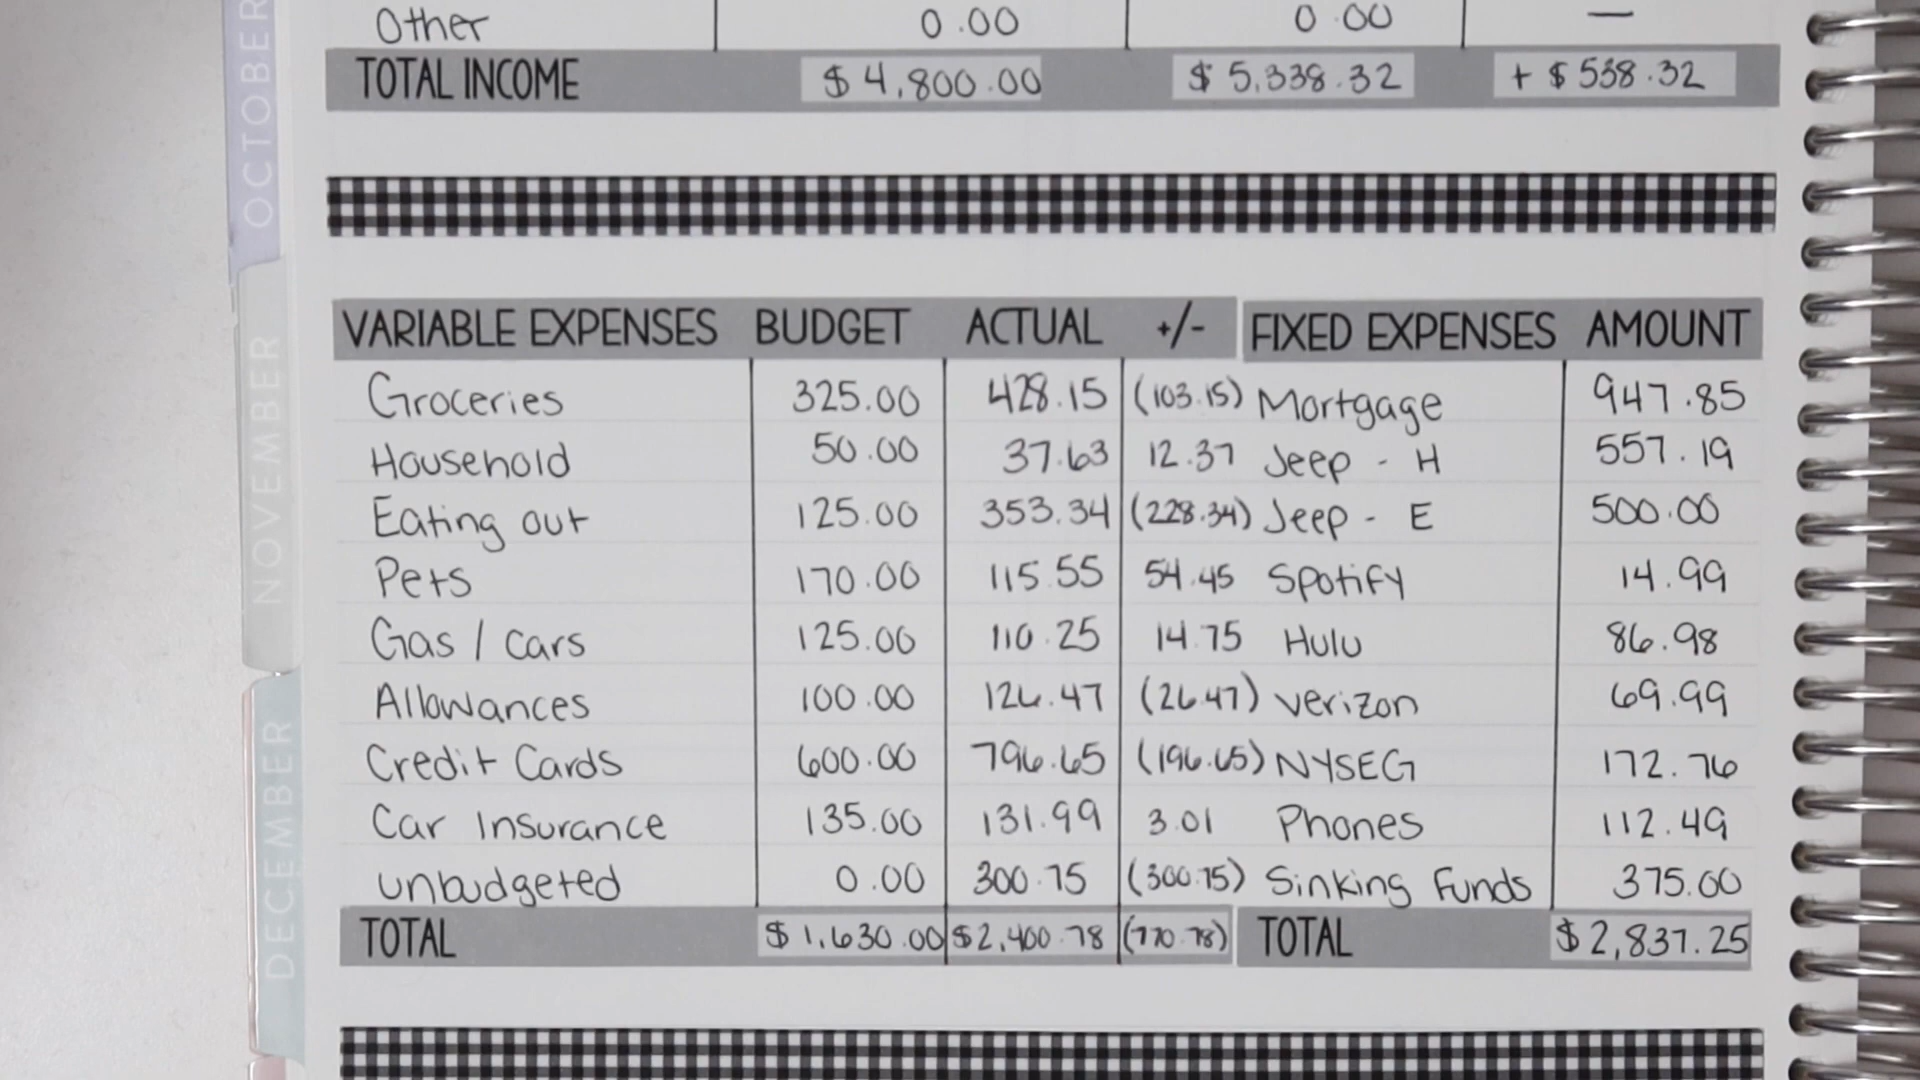 OCTOBER
NOVEMBER
DECEMBER
Other 0.00 0.00 —
TOTAL INCOME $4,800.00 $5,338.32 +$538.32
VARIABLE EXPENSES BUDGET ACTUAL +/- FIXED EXPENSES AMOUNT
Groceries 325.00 428.15 (103.15) Mortgage 947.85
Household 50.00 37.63 12.37 Jeep - H 557.19
Eating out 125.00 353.34 (228.34) Jeep - E 500.00
Pets 170.00 115.55 54.45 Spotify 14.99
Gas / cars 125.00 110.25 14.75 Hulu 86.98
Allowances 100.00 126.47 (26.47) verizon 69.99
Credit Cards 600.00 796.65 (196.65) NYSEG 172.76
Car Insurance 135.00 131.99 3.01 Phones 112.49
unbudgeted 0.00 300.75 (300.75) Sinking Funds 375.00
TOTAL $1,630.00 $2,400.78 (770.78) TOTAL $2,837.25